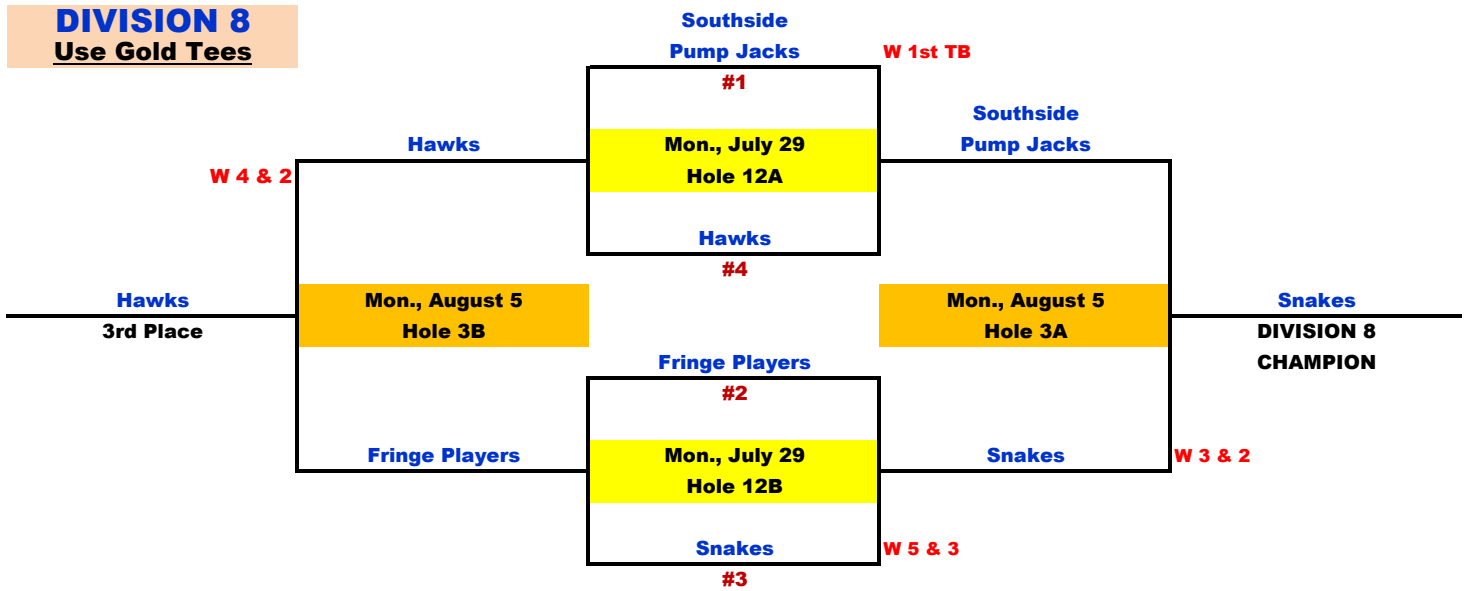 DIVISION 8
Use Gold Tees
Southside
Pump Jacks
W 1st TB
#1
Southside
Pump Jacks
Hawks
Mon., July 29
Hole 12A
W 4 & 2
Hawks
#4
Hawks
3rd Place
Mon., August 5
Hole 3B
Mon., August 5
Hole 3A
Snakes
DIVISION 8
CHAMPION
Fringe Players
#2
Fringe Players
Mon., July 29
Hole 12B
Snakes
W 3 & 2
Snakes
W 5 & 3
#3